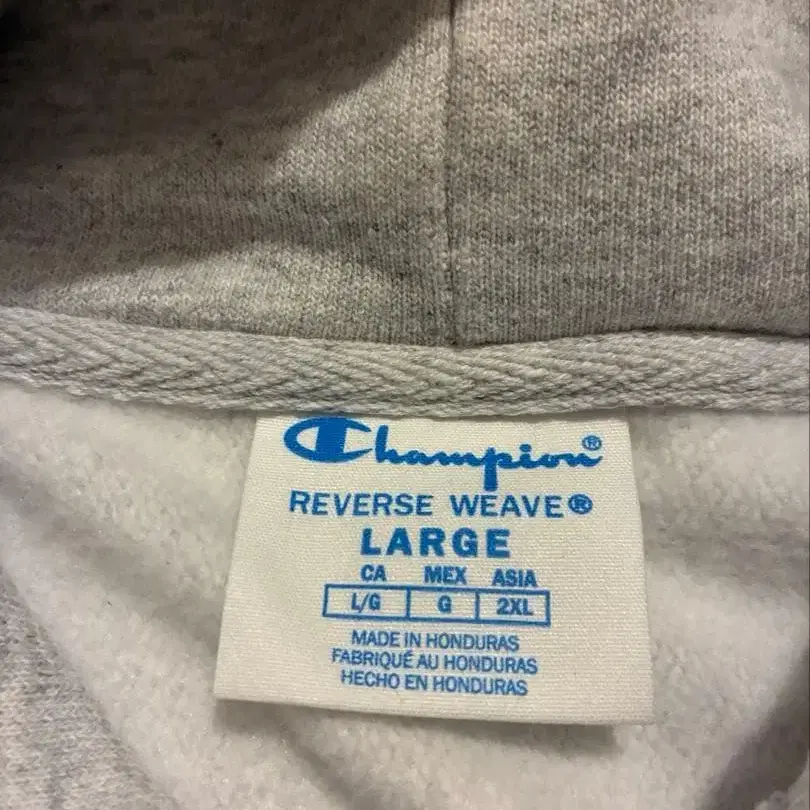 Champion®
REVERSE WEAVE®
LARGE
CA MEX ASIA
L/G G 2XL
MADE IN HONDURAS
FABRIQUÉ AU HONDURAS
HECHO EN HONDURAS